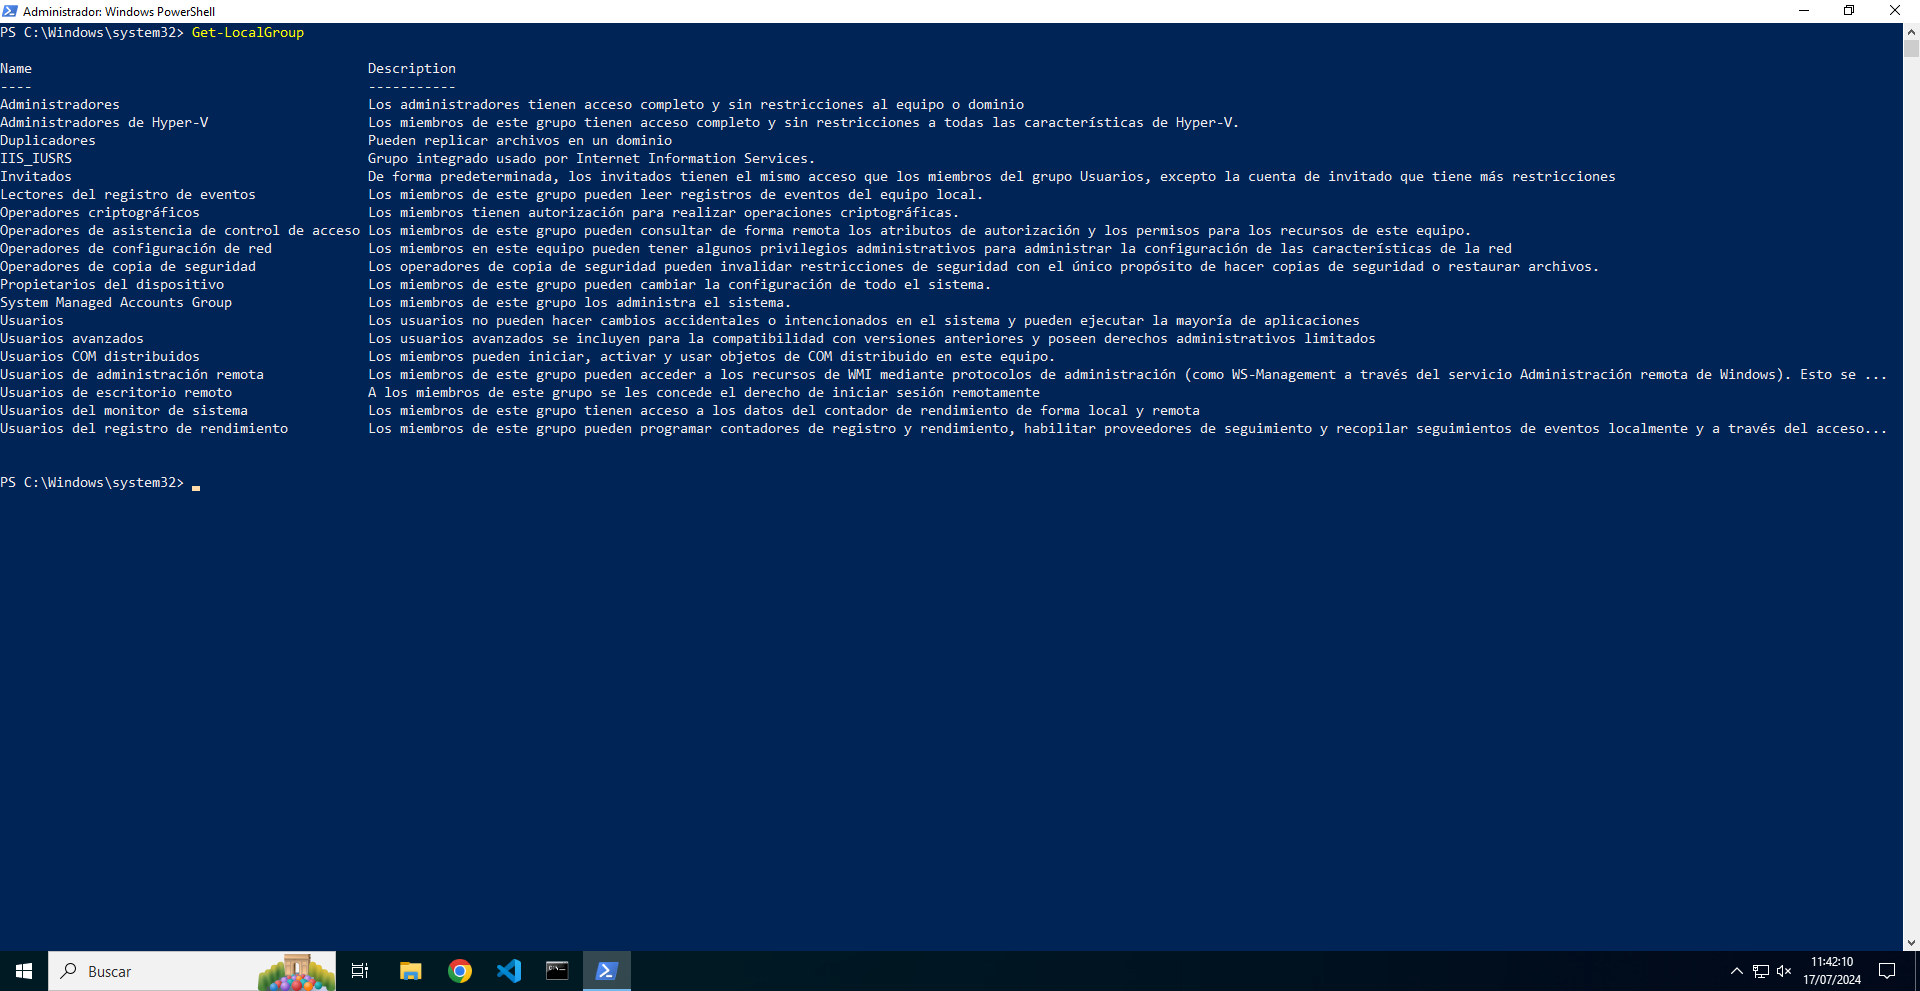 Administrador: Windows PowerShell
PS C:\Windows\system32> Get-LocalGroup
Name Description
---- -----------
Administradores Los administradores tienen acceso completo y sin restricciones al equipo o dominio
Administradores de Hyper-V Los miembros de este grupo tienen acceso completo y sin restricciones a todas las características de Hyper-V.
Duplicadores Pueden replicar archivos en un dominio
IIS_IUSRS Grupo integrado usado por Internet Information Services.
Invitados De forma predeterminada, los invitados tienen el mismo acceso que los miembros del grupo Usuarios, excepto la cuenta de invitado que tiene más restricciones
Lectores del registro de eventos Los miembros de este grupo pueden leer registros de eventos del equipo local.
Operadores criptográficos Los miembros tienen autorización para realizar operaciones criptográficas.
Operadores de asistencia de control de acceso Los miembros de este grupo pueden consultar de forma remota los atributos de autorización y los permisos para los recursos de este equipo.
Operadores de configuración de red Los miembros en este equipo pueden tener algunos privilegios administrativos para administrar la configuración de las características de la red
Operadores de copia de seguridad Los operadores de copia de seguridad pueden invalidar restricciones de seguridad con el único propósito de hacer copias de seguridad o restaurar archivos.
Propietarios del dispositivo Los miembros de este grupo pueden cambiar la configuración de todo el sistema.
System Managed Accounts Group Los miembros de este grupo los administra el sistema.
Usuarios Los usuarios no pueden hacer cambios accidentales o intencionados en el sistema y pueden ejecutar la mayoría de aplicaciones
Usuarios avanzados Los usuarios avanzados se incluyen para la compatibilidad con versiones anteriores y poseen derechos administrativos limitados
Usuarios COM distribuidos Los miembros pueden iniciar, activar y usar objetos de COM distribuido en este equipo.
Usuarios de administración remota Los miembros de este grupo pueden acceder a los recursos de WMI mediante protocolos de administración (como WS-Management a través del servicio Administración remota de Windows). Esto se ...
Usuarios de escritorio remoto A los miembros de este grupo se les concede el derecho de iniciar sesión remotamente
Usuarios del monitor de sistema Los miembros de este grupo tienen acceso a los datos del contador de rendimiento de forma local y remota
Usuarios del registro de rendimiento Los miembros de este grupo pueden programar contadores de registro y rendimiento, habilitar proveedores de seguimiento y recopilar seguimientos de eventos localmente y a través del acceso...
PS C:\Windows\system32>
Buscar
11:42:10
17/07/2024